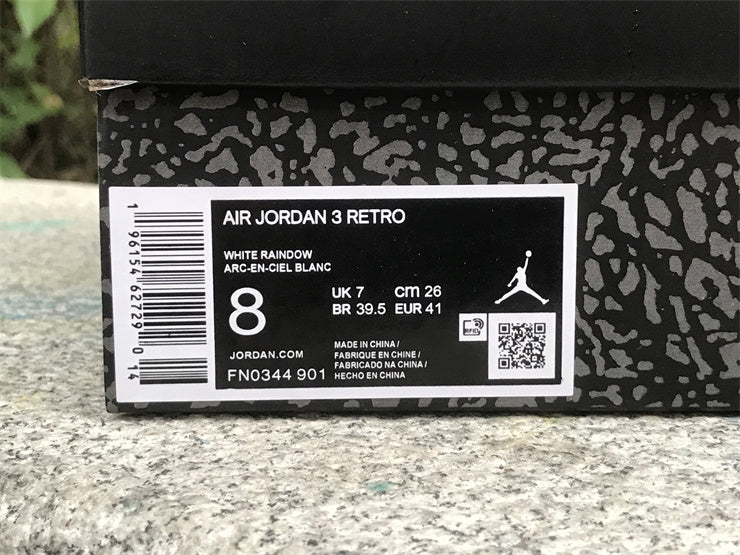 AIR JORDAN 3 RETRO
WHITE RAINDOW
ARC-EN-CIEL BLANC
8
UK 7 cm 26
BR 39.5 EUR 41
JORDAN.COM
FN0344 901
MADE IN CHINA /
FABRIQUE EN CHINE /
FABRICADO NA CHINA /
HECHO EN CHINA
RFID
1 96154 62729 0 14